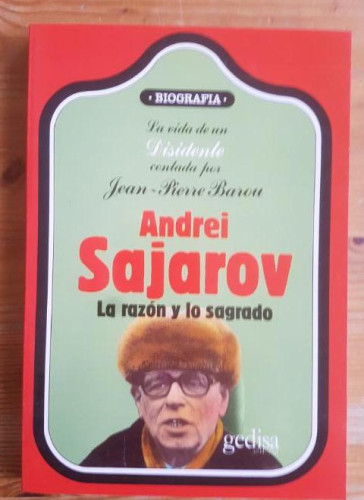 · BIOGRAFIA ·
La vida de un
Disidente
contada por
Jean-Pierre Barou
Andrei
Sajarov
La razón y lo sagrado
gedisa